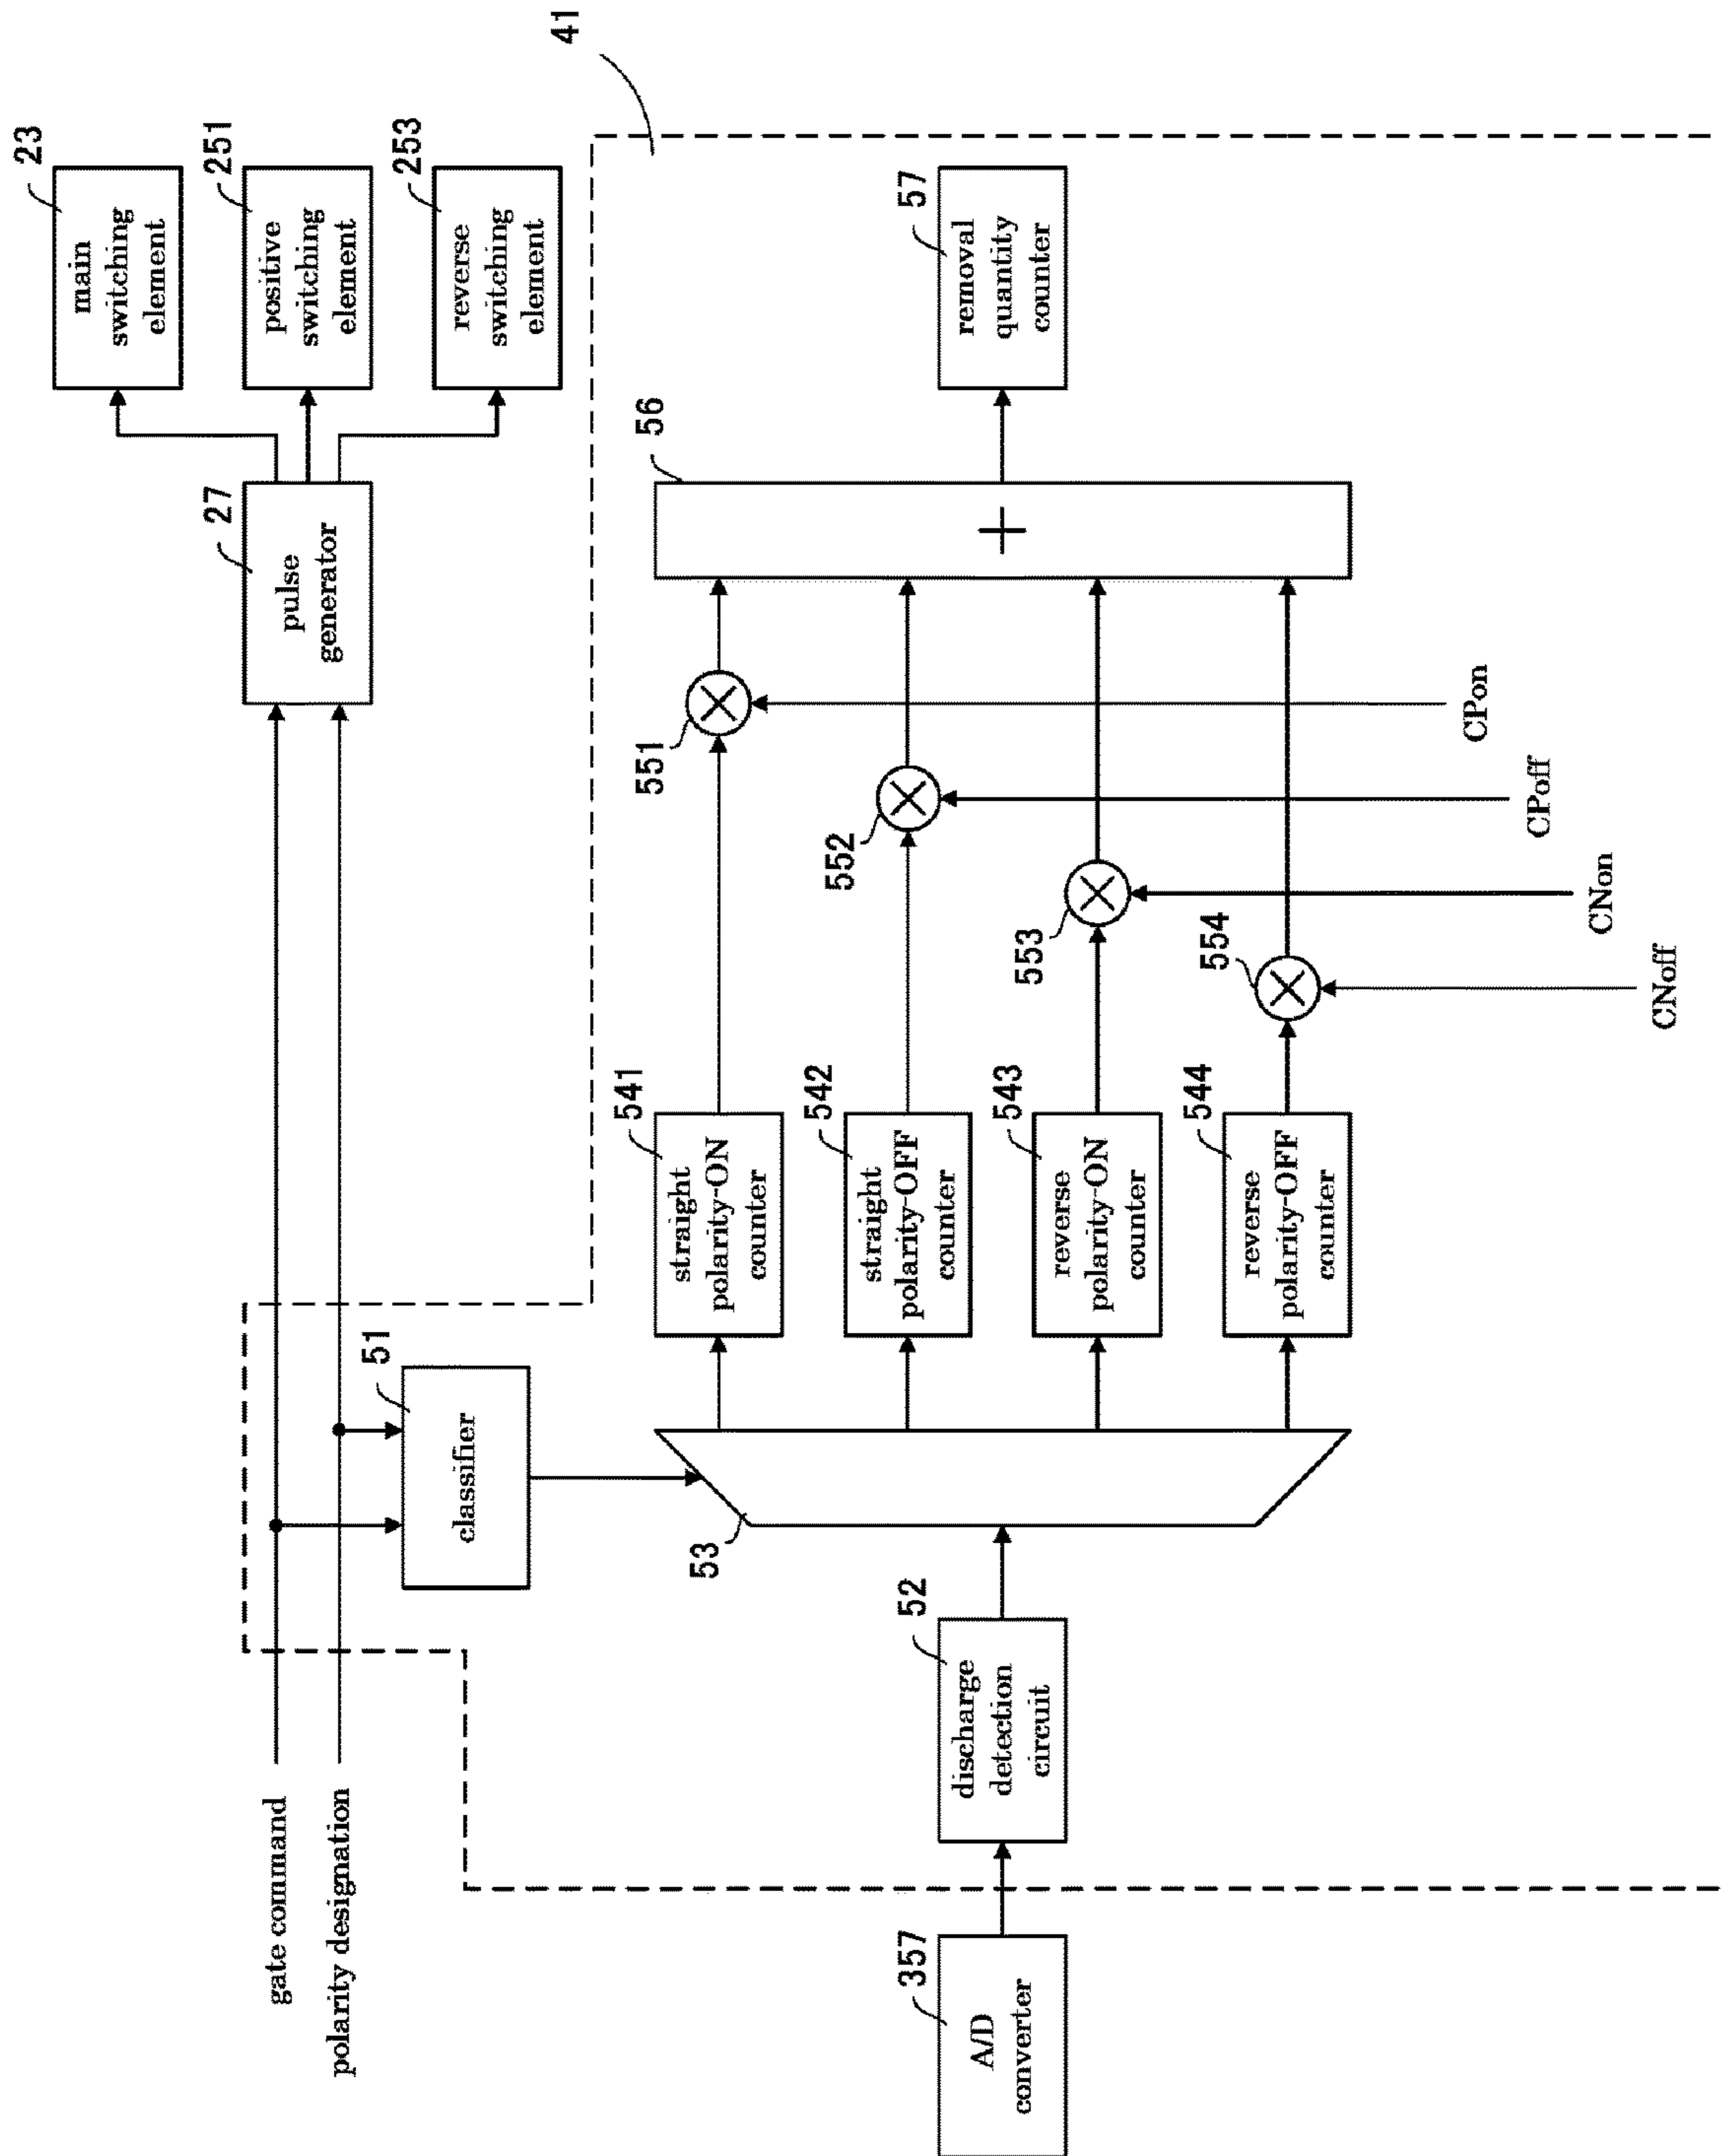 23
main
switching
element
251
positive
switching
element
253
reverse
switching
element
27
pulse
generator
gate command
polarity designation
41
51
classifier
357
A/D
converter
52
discharge
detection
circuit
53
541
straight
polarity-ON
counter
542
straight
polarity-OFF
counter
543
reverse
polarity-ON
counter
544
reverse
polarity-OFF
counter
551
552
553
554
CPon
CPoff
CNon
CNoff
56
+
57
removal
quantity
counter